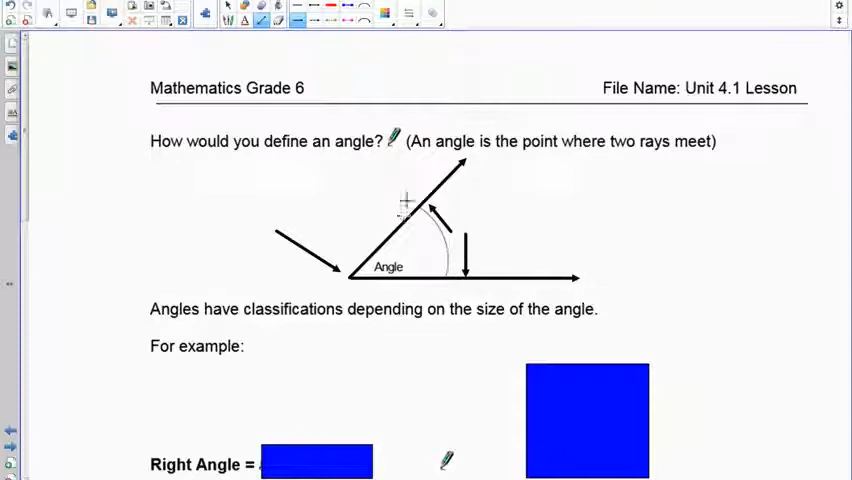 Mathematics Grade 6 File Name: Unit 4.1 Lesson
How would you define an angle? (An angle is the point where two rays meet)
Angle
Angles have classifications depending on the size of the angle.
For example:
Right Angle =